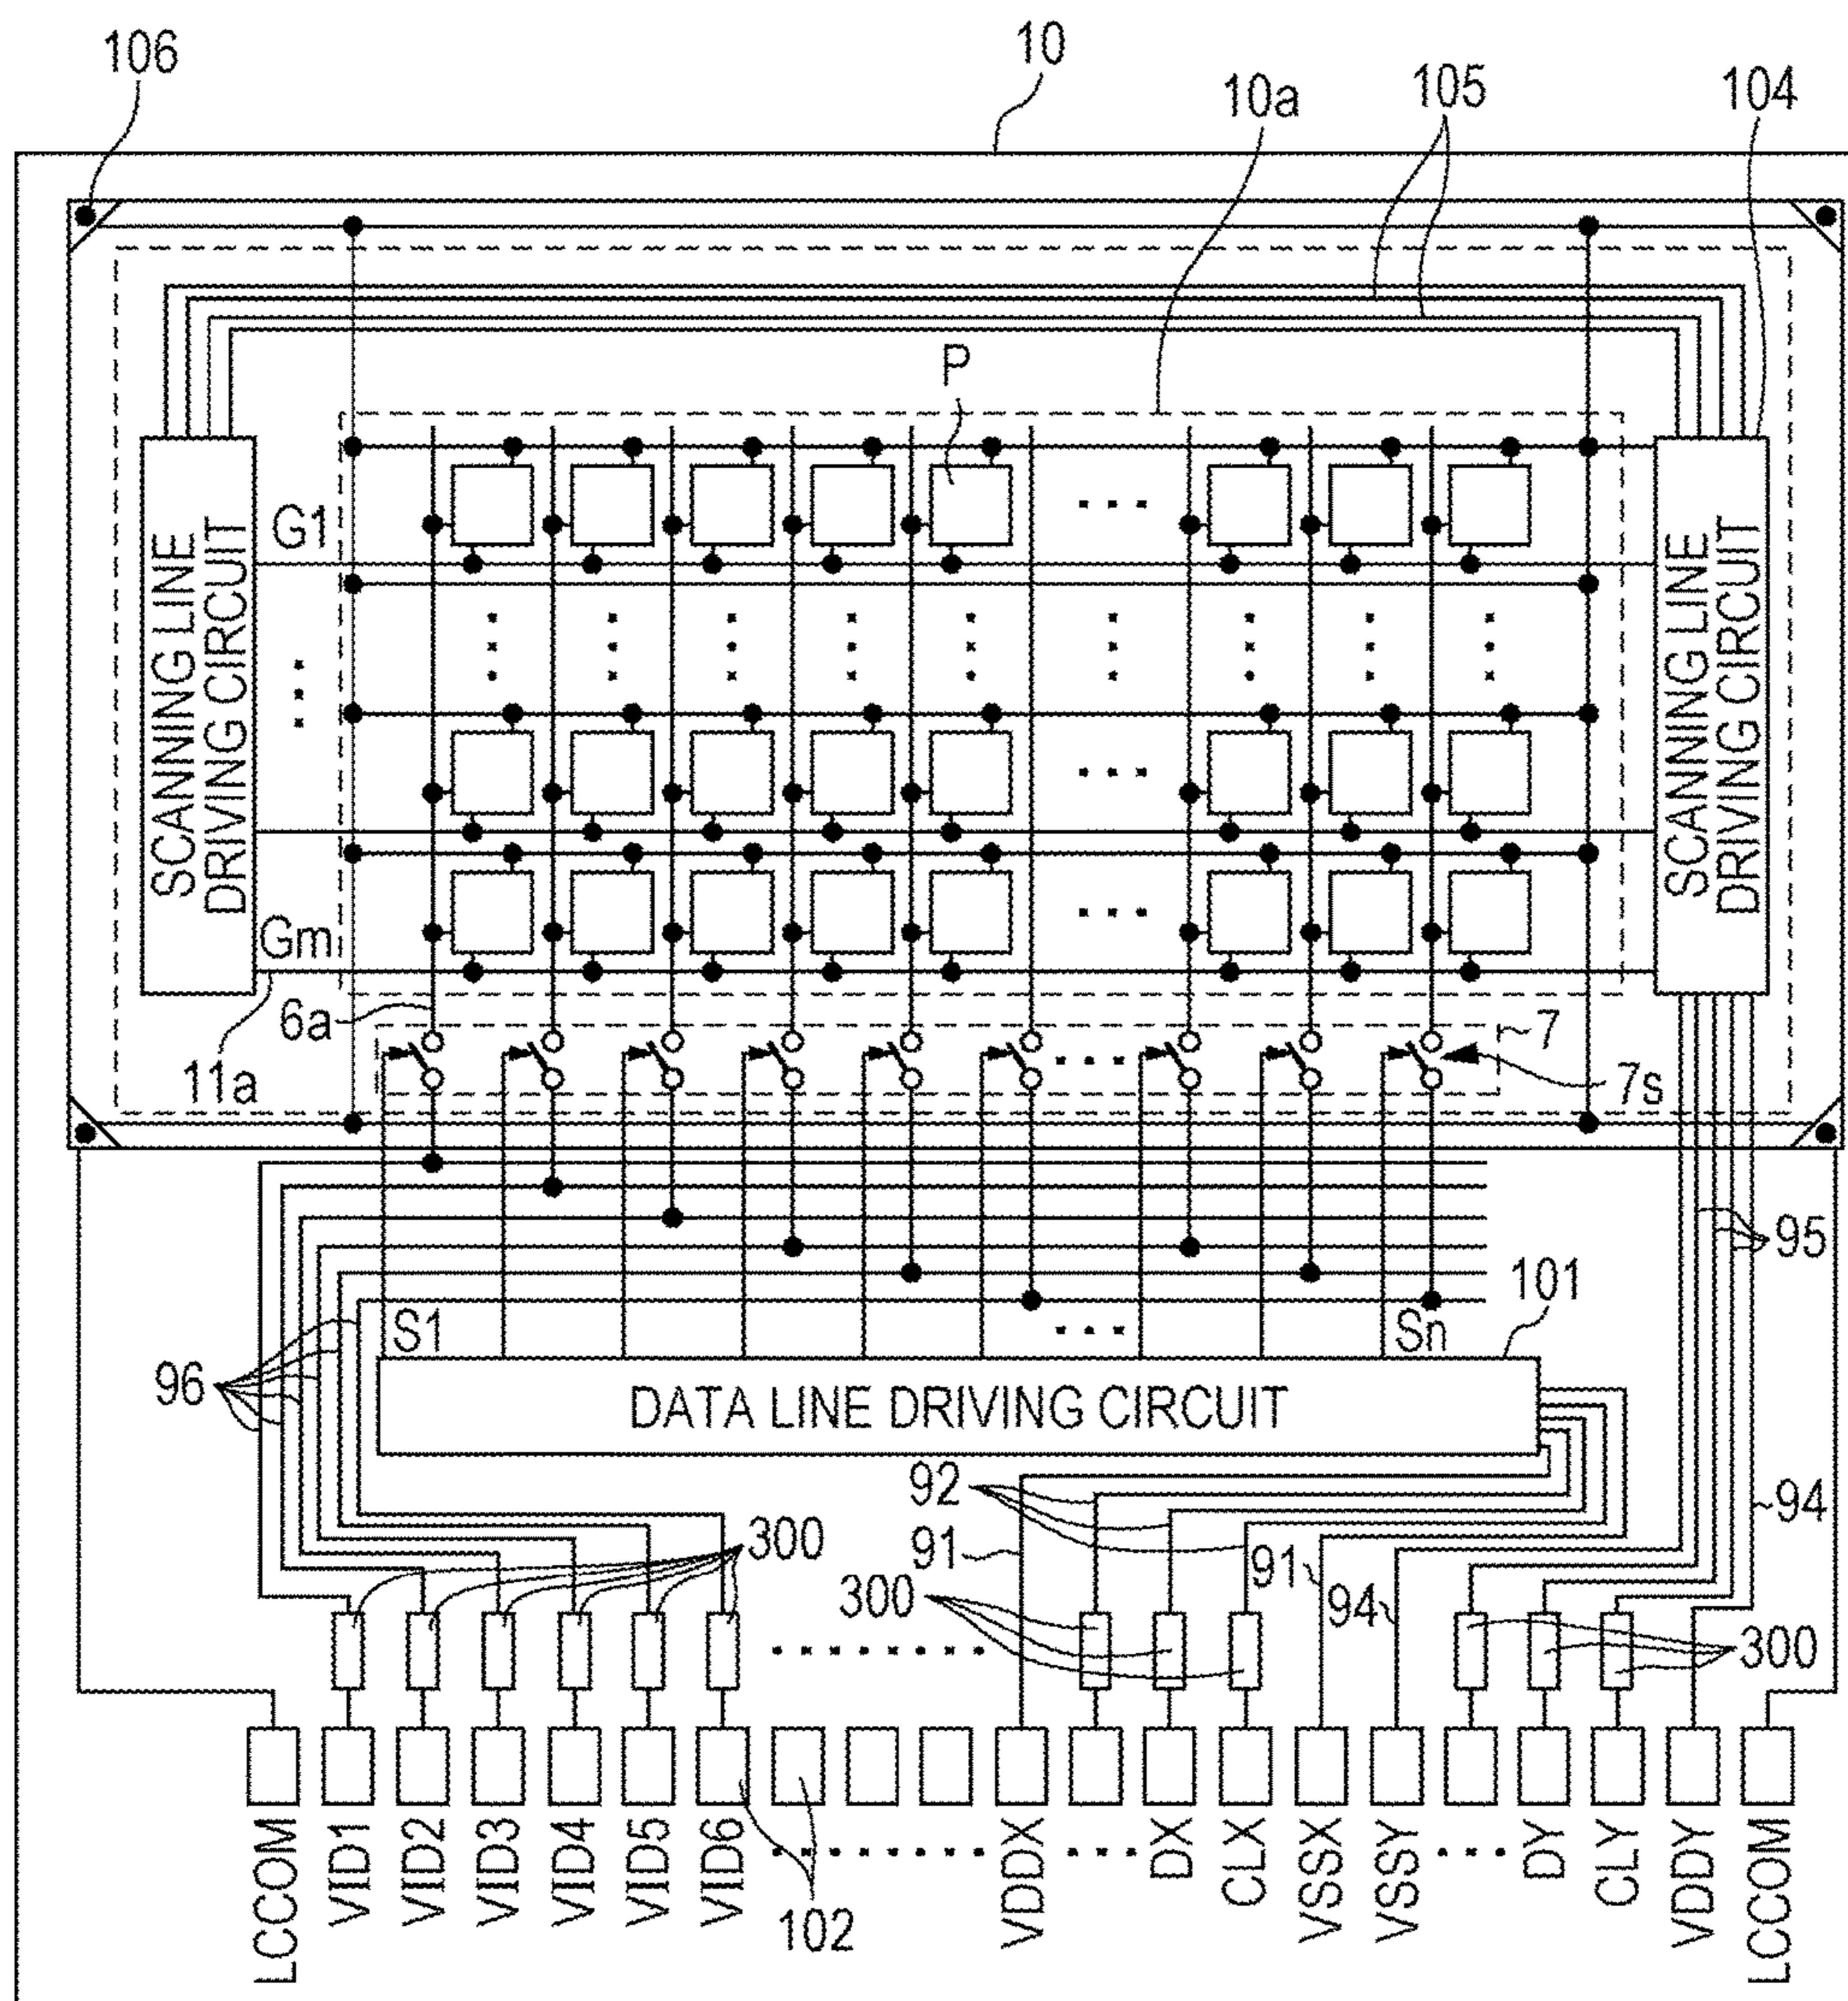 106
10
10a
105
104
P
G1
SCANNING LINE
DRIVING CIRCUIT
SCANNING LINE
DRIVING CIRCUIT
Gm
6a
7
11a
7s
95
101
S1
Sn
96
DATA LINE DRIVING CIRCUIT
92
94
300
91
91
300
94
300
LCCOM
VID1
VID2
VID3
VID4
VID5
VID6
VDDX
DX
CLX
VSSX
VSSY
DY
CLY
VDDY
LCCOM
102